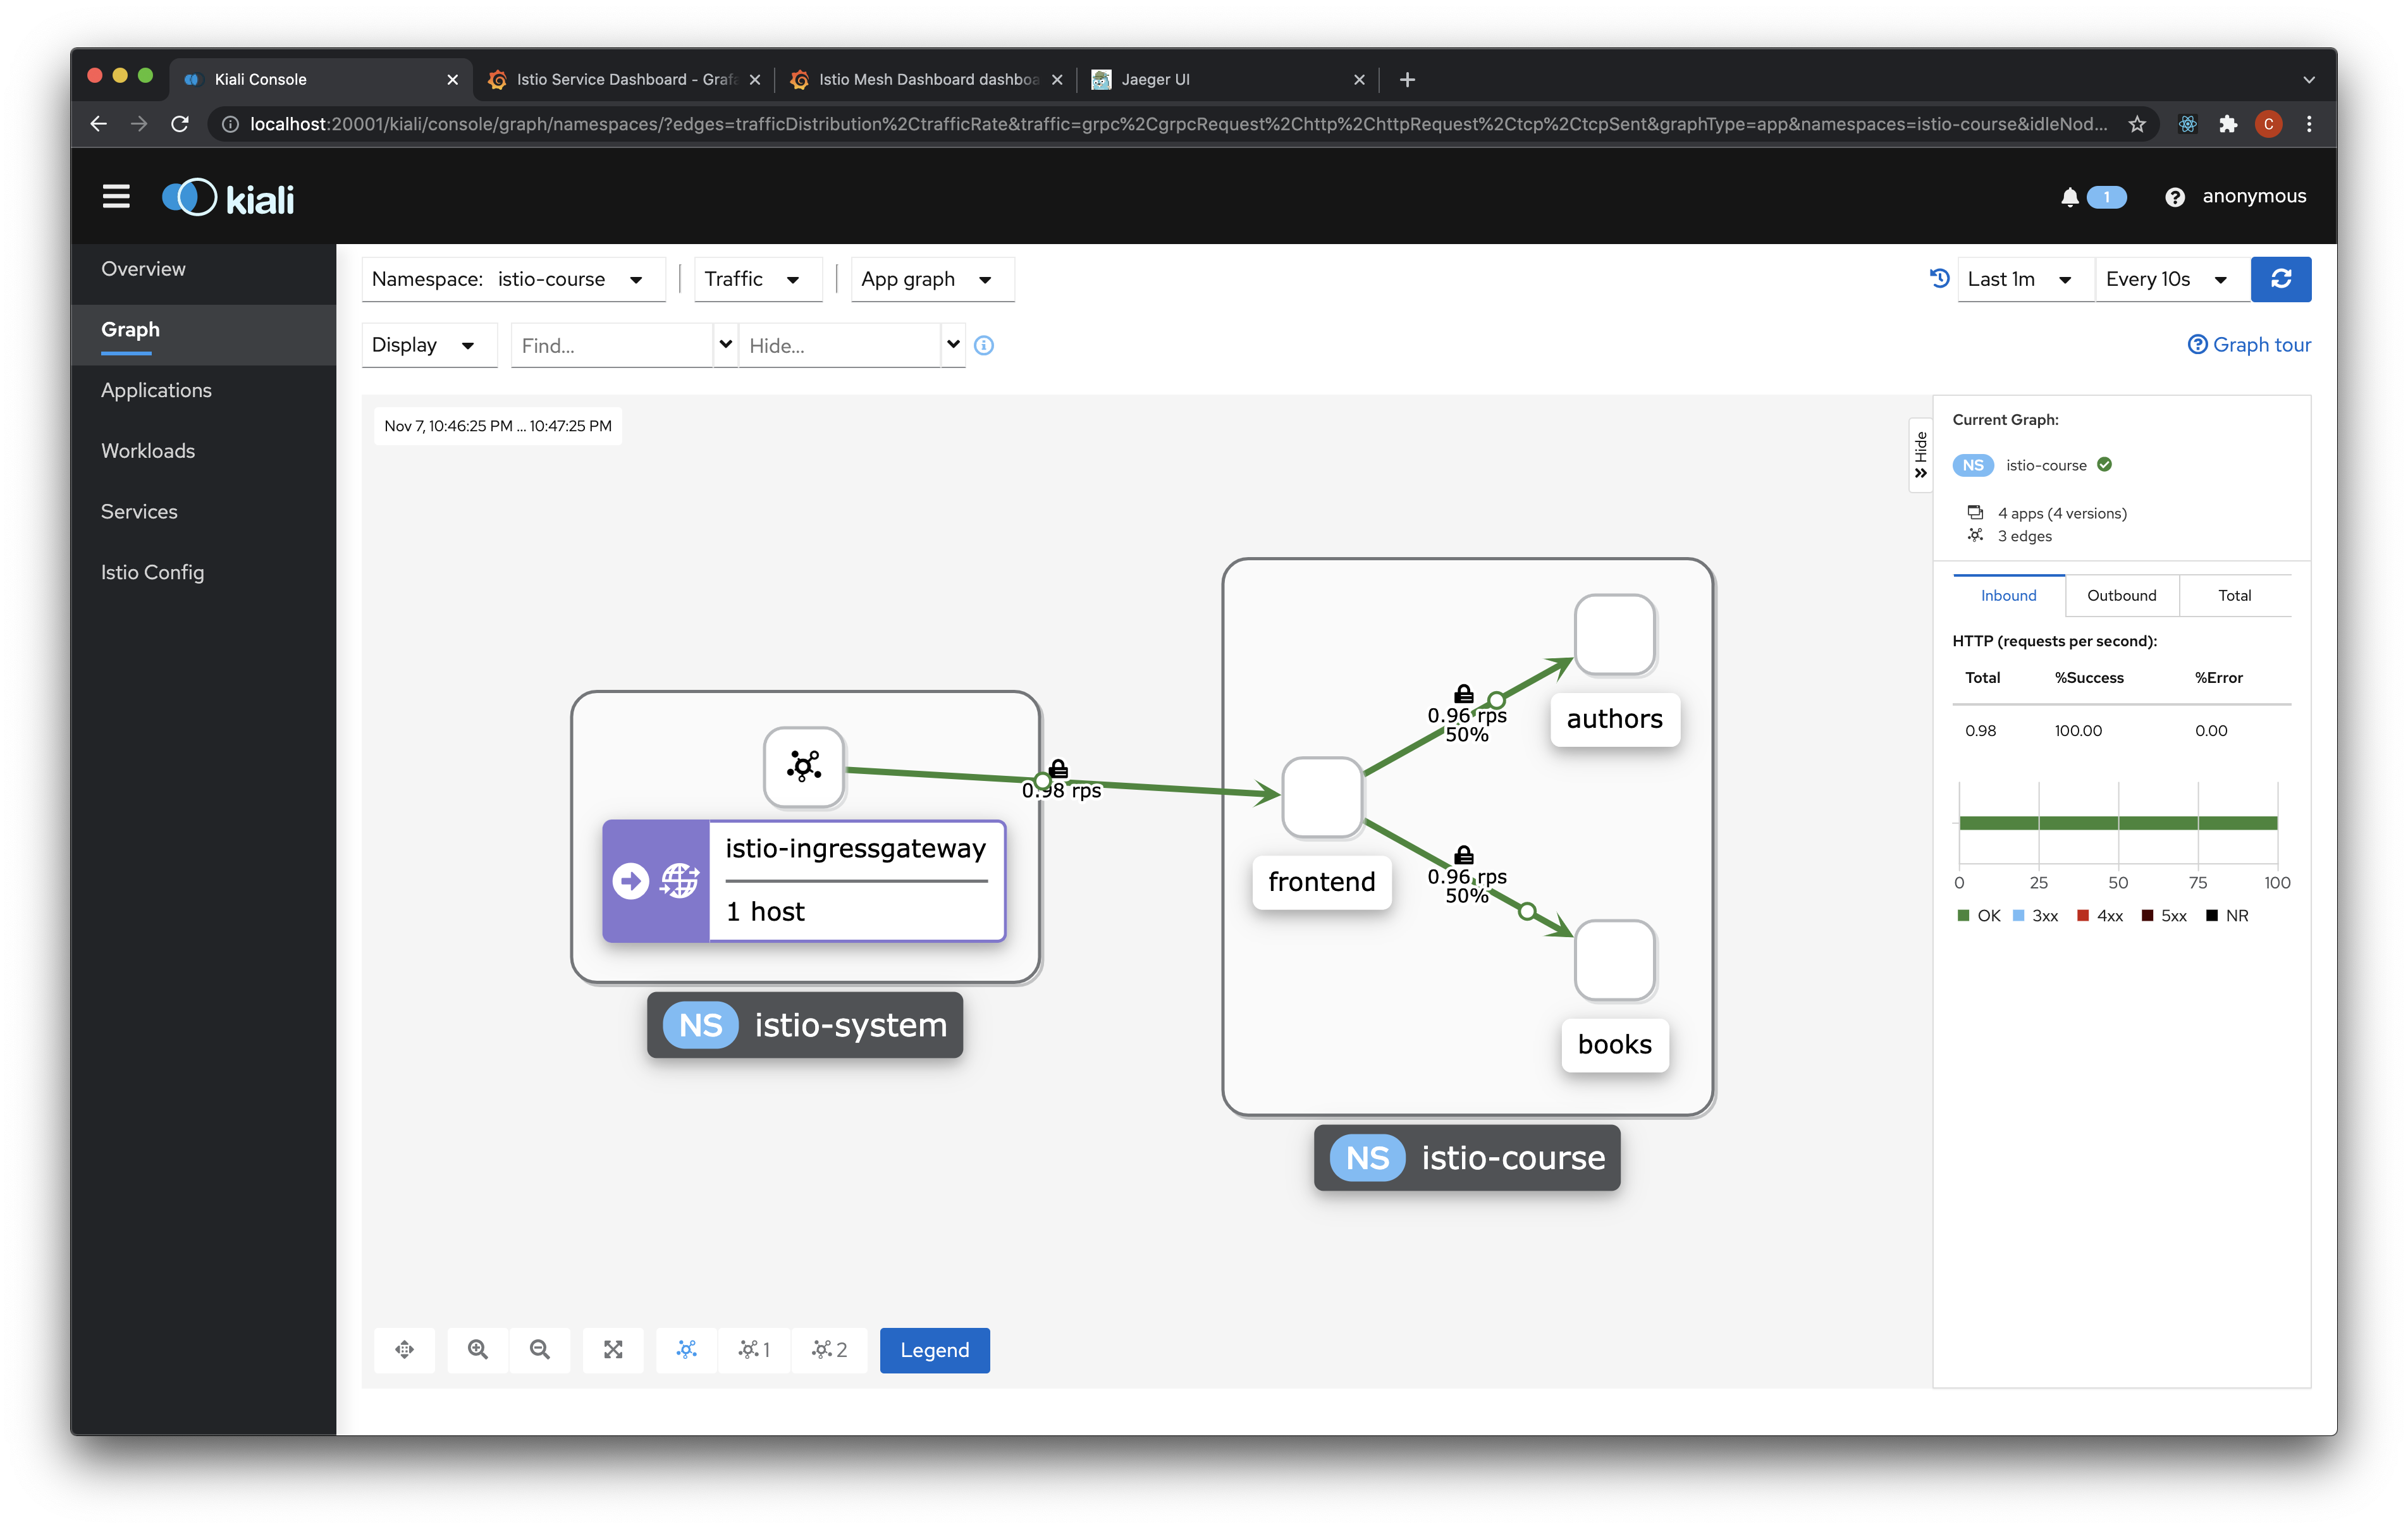 Kiali Console
Istio Service Dashboard - Grafa
Istio Mesh Dashboard dashboa
Jaeger UI
localhost:20001/kiali/console/graph/namespaces/?edges=trafficDistribution%2CtrafficRate&traffic=grpc%2CgrpcRequest%2Chttp%2ChttpRequest%2Ctcp%2CtcpSent&graphType=app&namespaces=istio-course&idleNod...
C
kiali
1
anonymous
Overview
Graph
Applications
Workloads
Services
Istio Config
Namespace: istio-course
Traffic
App graph
Last 1m
Every 10s
Display
Find...
Hide...
Graph tour
Nov 7, 10:46:25 PM ... 10:47:25 PM
Hide
istio-ingressgateway
1 host
NS istio-system
0.98 rps
frontend
0.96 rps
50%
authors
0.96 rps
50%
books
NS istio-course
1
2
Legend
Current Graph:
NS istio-course
4 apps (4 versions)
3 edges
Inbound
Outbound
Total
HTTP (requests per second):
Total %Success %Error
0.98 100.00 0.00
0 25 50 75 100
OK 3xx 4xx 5xx NR